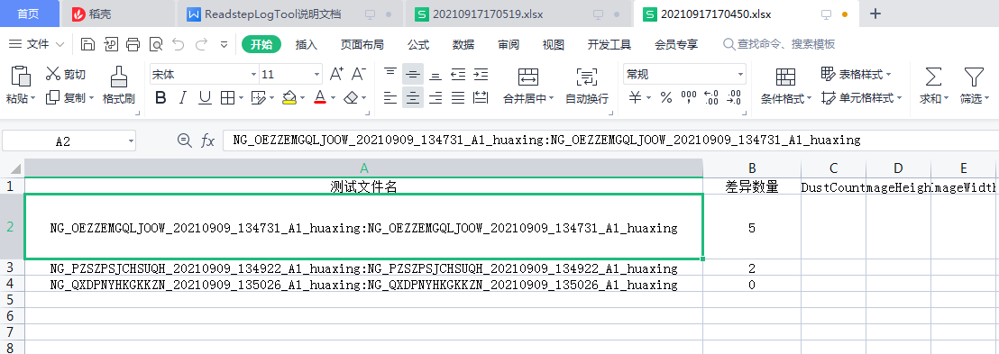 首页 稻壳 ReadstepLogTool说明文档 20210917170519.xlsx 20210917170450.xlsx
文件 开始 插入 页面布局 公式 数据 审阅 视图 开发工具 会员专享 查找命令、搜索模板
粘贴 剪切 复制 格式刷 宋体 11 合并居中 自动换行 常规 条件格式 表格样式 单元格样式 求和 筛选
A2 fx NG_OEZZEMGQLJOOW_20210909_134731_A1_huaxing:NG_OEZZEMGQLJOOW_20210909_134731_A1_huaxing
A B C D E
1 测试文件名 差异数量 DustCount mageHeigh mageWidth
2 NG_OEZZEMGQLJOOW_20210909_134731_A1_huaxing:NG_OEZZEMGQLJOOW_20210909_134731_A1_huaxing 5
3 NG_PZSZPSJCHSUQH_20210909_134922_A1_huaxing:NG_PZSZPSJCHSUQH_20210909_134922_A1_huaxing 2
4 NG_QXDPNYHKGKKZN_20210909_135026_A1_huaxing:NG_QXDPNYHKGKKZN_20210909_135026_A1_huaxing 0
5
6
7
8